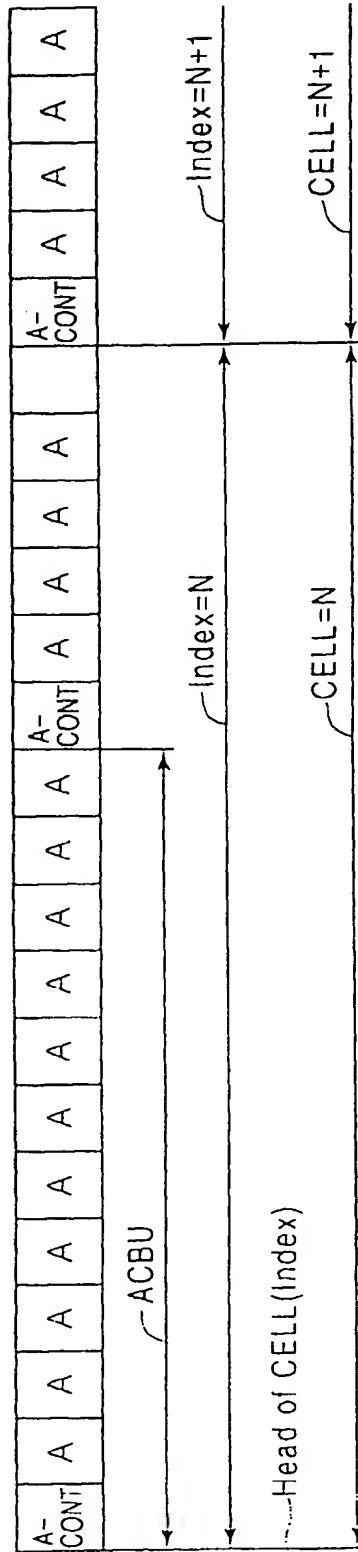 A-CONT A A A A A A A A A A A A-CONT A A A A A-CONT A A A A
ACBU
Index=N
Index=N+1
Head of CELL(Index)
CELL=N
CELL=N+1